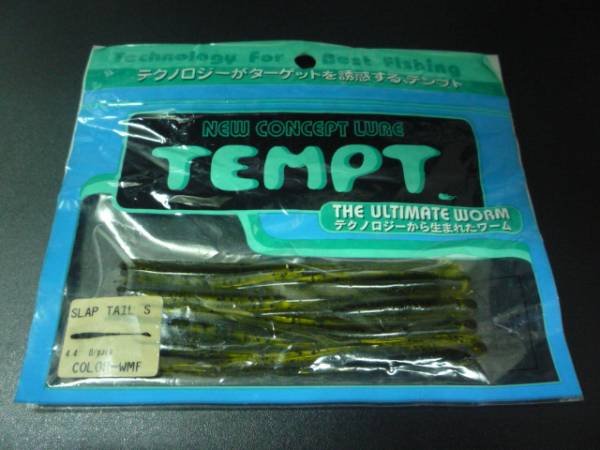 Technology For Best Fishing
テクノロジーがターゲットを誘惑する、テンプト
NEW CONCEPT LURE
TEMPT.
THE ULTIMATE WORM
テクノロジーから生まれたワーム
SLAP TAIL S
4.4"
COLOR-WMF